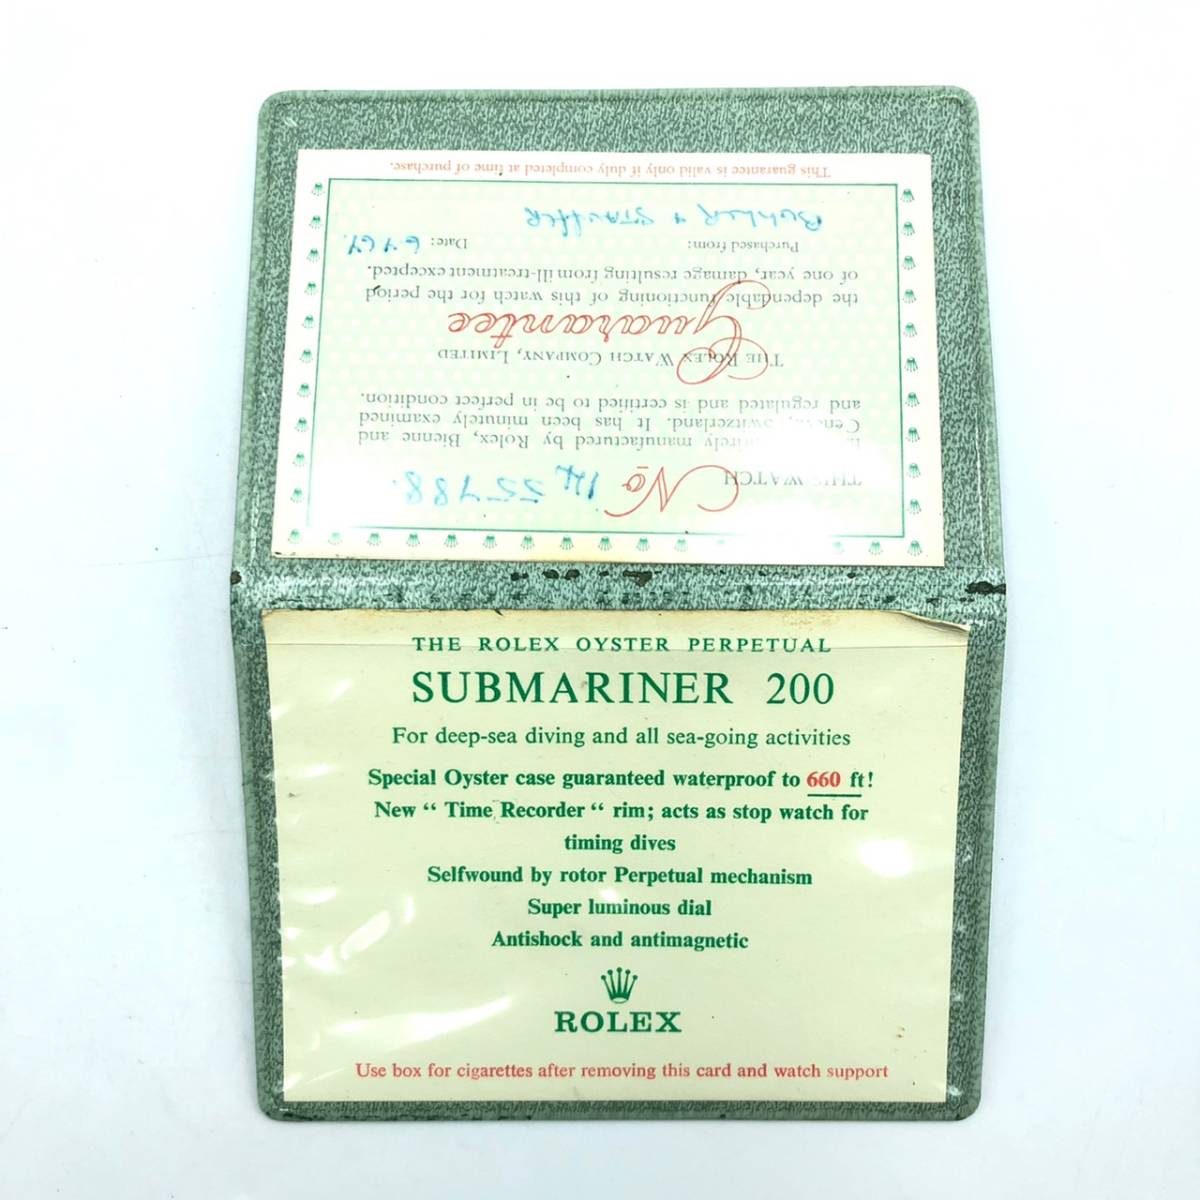 THIS WATCH No 1455788.
is entirely manufactured by Rolex, Bienne and
Geneva, Switzerland. It has been minutely examined
and regulated and is certified to be in perfect condition.
THE ROLEX WATCH COMPANY, LIMITED
Guarantee
the dependable functioning of this watch for the period
of one year, damage resulting from ill-treatment excepted.
Purchased from: Date:
Buhler + STAUFFER
This guarantee is valid only if duly completed at time of purchase.
THE ROLEX OYSTER PERPETUAL
SUBMARINER 200
For deep-sea diving and all sea-going activities
Special Oyster case guaranteed waterproof to 660 ft!
New “ Time Recorder “ rim; acts as stop watch for
timing dives
Selfwound by rotor Perpetual mechanism
Super luminous dial
Antishock and antimagnetic
ROLEX
Use box for cigarettes after removing this card and watch support